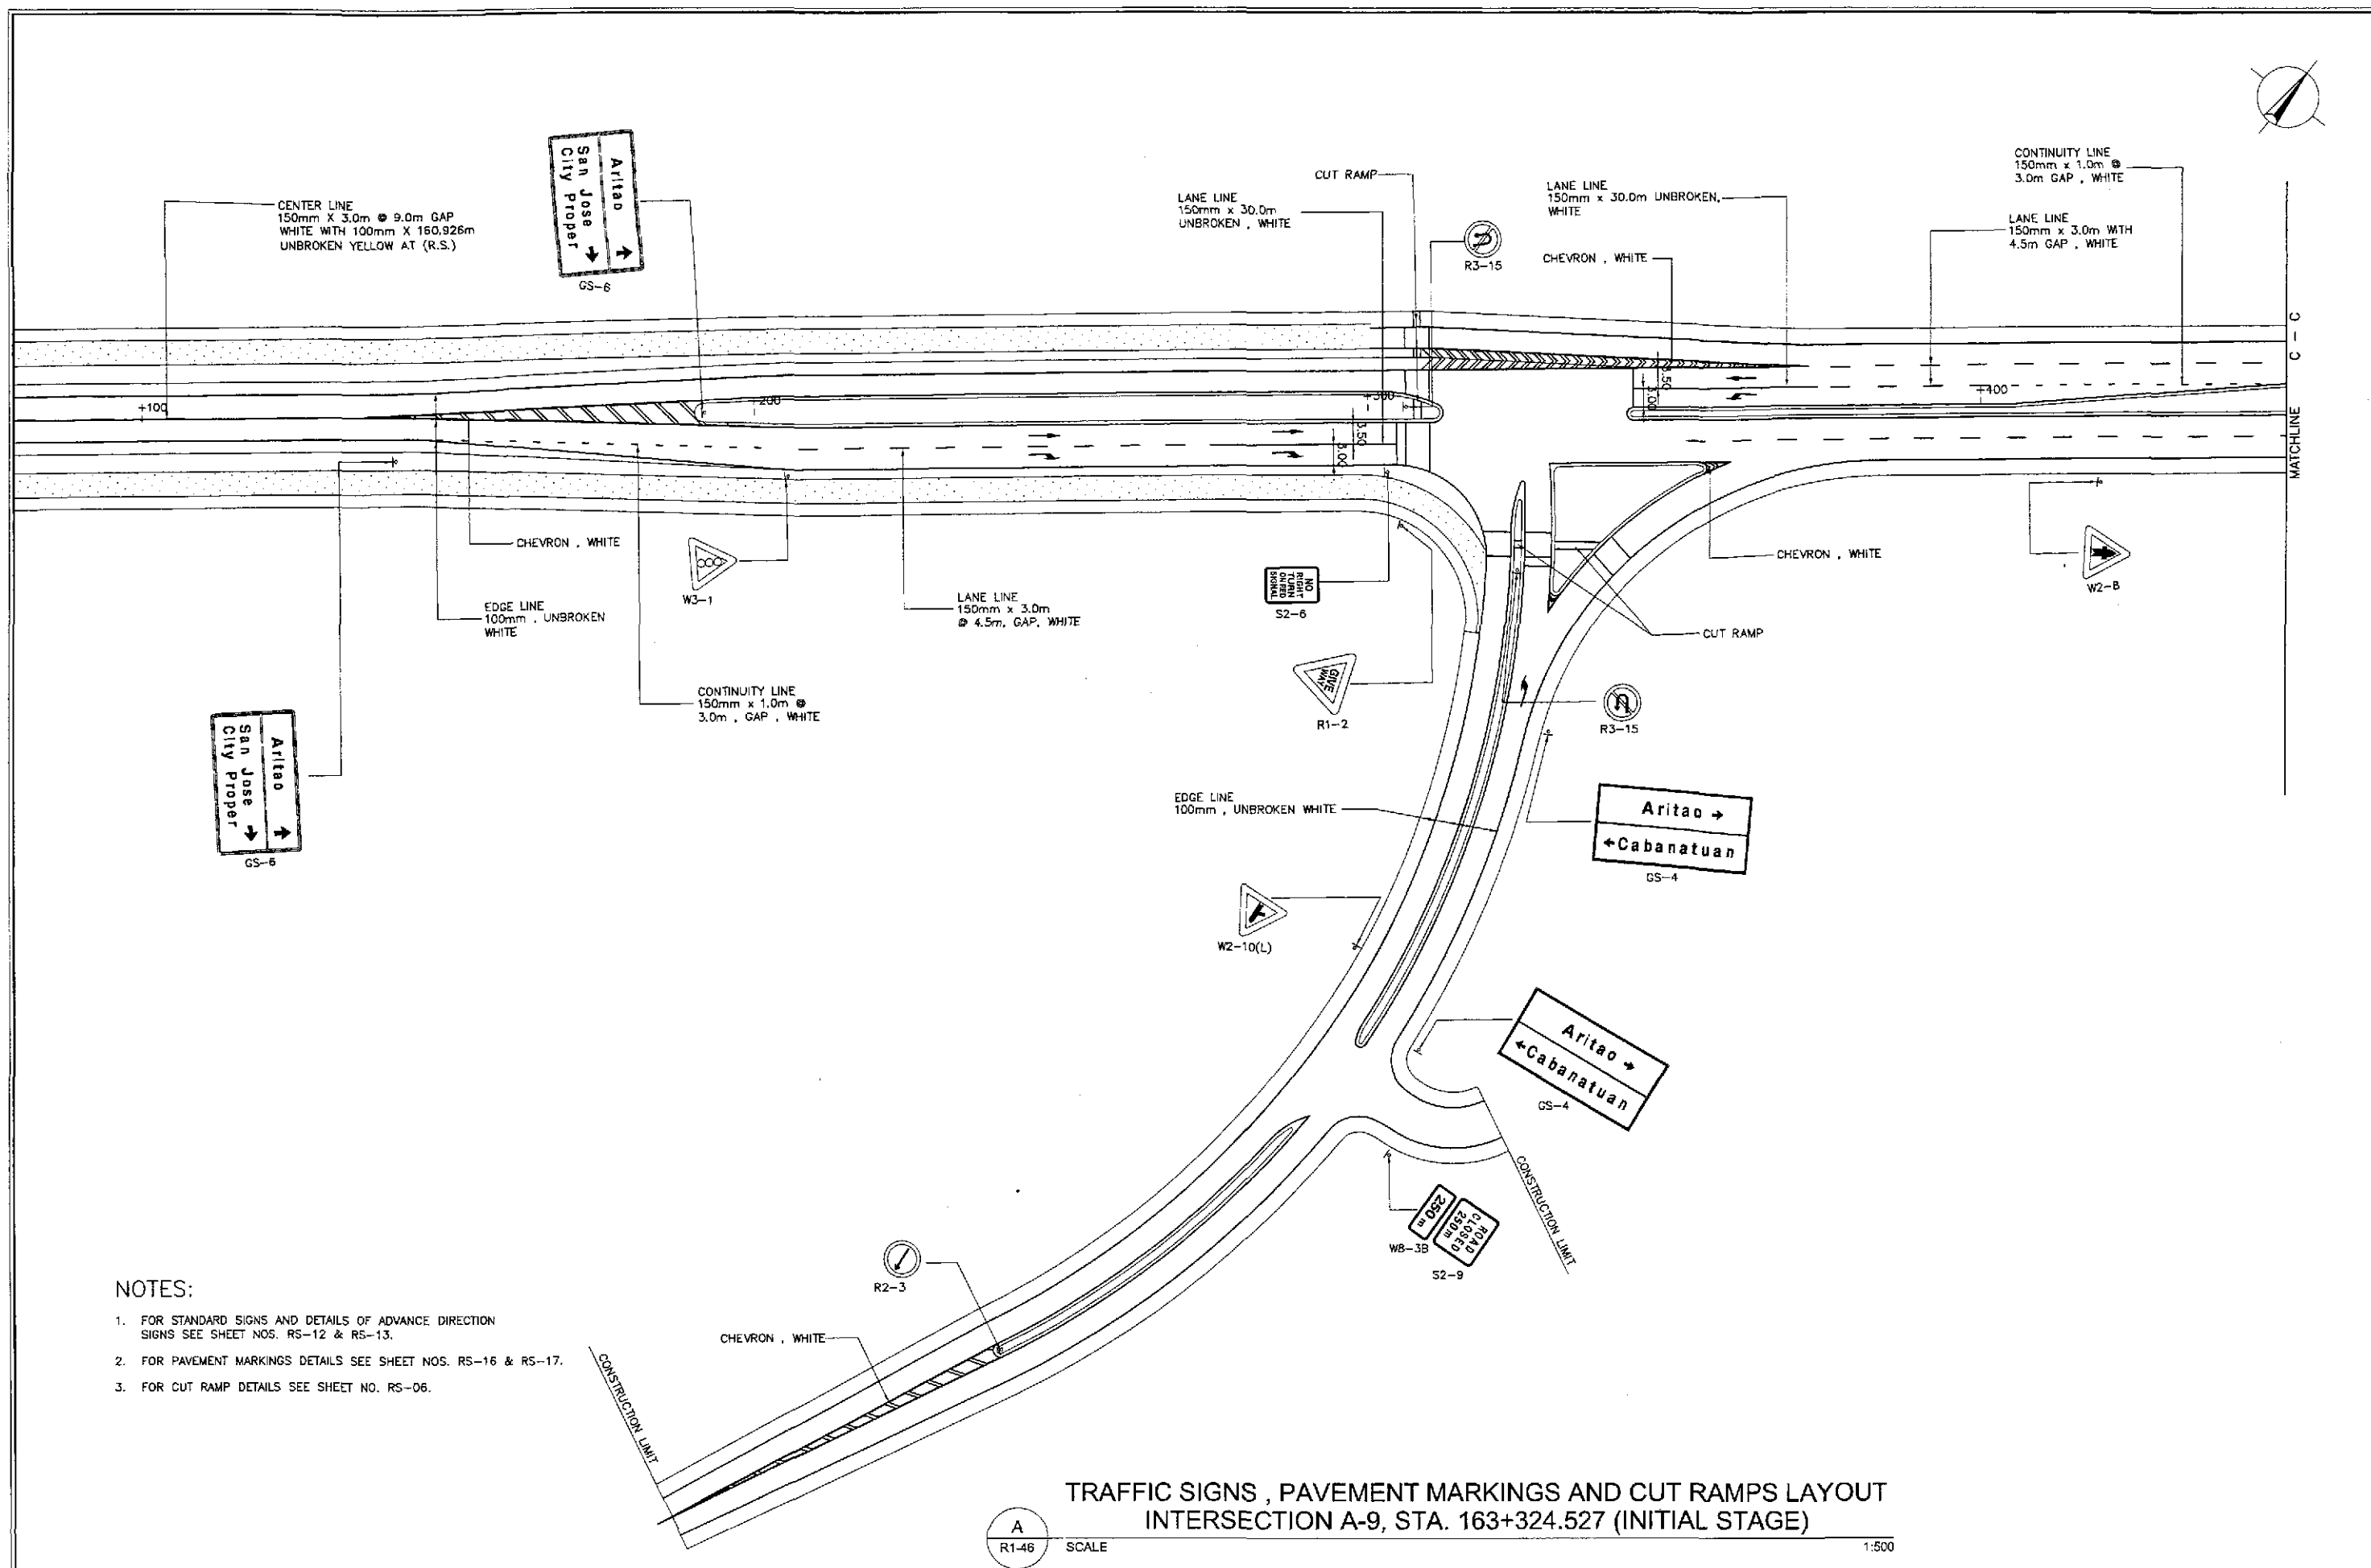 CENTER LINE
150mm X 3.0m @ 9.0m GAP
WHITE WITH 100mm X 160.926m
UNBROKEN YELLOW AT (R.S.)
Aritao
San Jose
City Proper
GS-6
LANE LINE
150mm x 30.0m
UNBROKEN , WHITE
CUT RAMP
R3-15
LANE LINE
150mm x 30.0m UNBROKEN,
WHITE
CHEVRON , WHITE
CONTINUITY LINE
150mm x 1.0m @
3.0m GAP , WHITE
LANE LINE
150mm x 3.0m WITH
4.5m GAP , WHITE
MATCHLINE C - C
+100
+200
+300
+400
3.50
3.00
3.50
3.00
CHEVRON , WHITE
EDGE LINE
100mm , UNBROKEN
WHITE
W3-1
CONTINUITY LINE
150mm x 1.0m @
3.0m , GAP , WHITE
LANE LINE
150mm x 3.0m
@ 4.5m, GAP, WHITE
NO
RIGHT
TURN
ON RED
SIGNAL
S2-6
GIVE
WAY
R1-2
CHEVRON , WHITE
W2-8
CUT RAMP
R3-15
Aritao
San Jose
City Proper
GS-6
EDGE LINE
100mm , UNBROKEN WHITE
Aritao →
←Cabanatuan
GS-4
W2-10(L)
Aritao →
←Cabanatuan
GS-4
250m
W8-3B
ROAD
CLOSED
250m
S2-9
CONSTRUCTION LIMIT
R2-3
CHEVRON , WHITE
CONSTRUCTION LIMIT
NOTES:
1. FOR STANDARD SIGNS AND DETAILS OF ADVANCE DIRECTION
SIGNS SEE SHEET NOS. RS-12 & RS-13.
2. FOR PAVEMENT MARKINGS DETAILS SEE SHEET NOS. RS-16 & RS-17.
3. FOR CUT RAMP DETAILS SEE SHEET NO. RS-06.
TRAFFIC SIGNS , PAVEMENT MARKINGS AND CUT RAMPS LAYOUT
INTERSECTION A-9, STA. 163+324.527 (INITIAL STAGE)
A
R1-46
SCALE
1:500